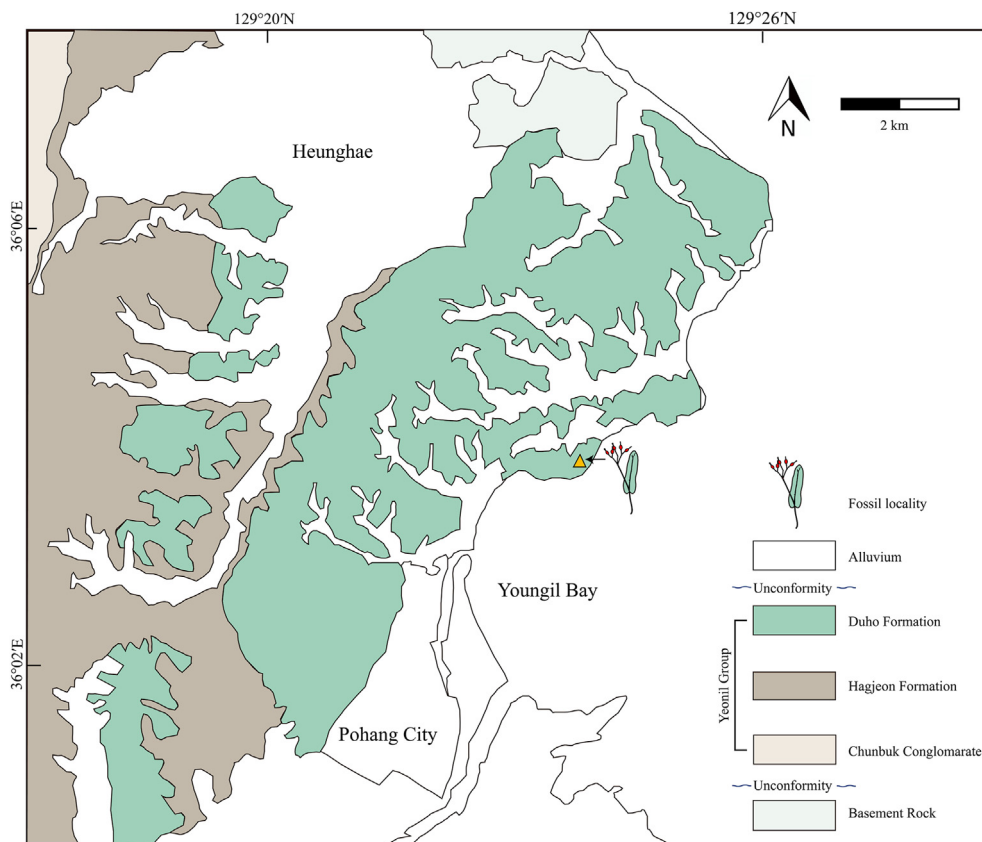 129°20′N
129°26′N
N
2 km
Heunghae
36°06′E
Fossil locality
Alluvium
Unconformity
Youngil Bay
Duho Formation
36°02′E
Yeonil Group
Hagjeon Formation
Pohang City
Chunbuk Conglomarate
Unconformity
Basement Rock